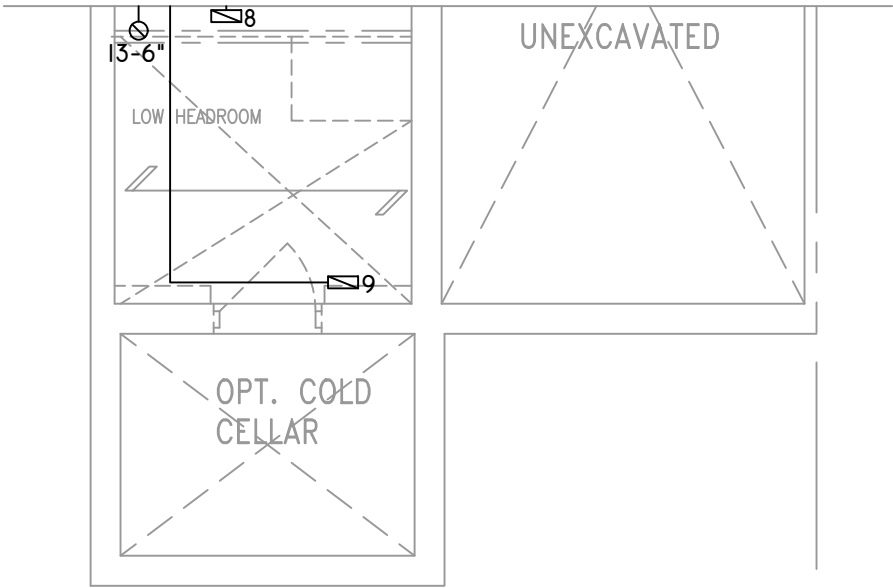 8
UNEXCAVATED
13-6"
LOW HEADROOM
9
OPT. COLD
CELLAR